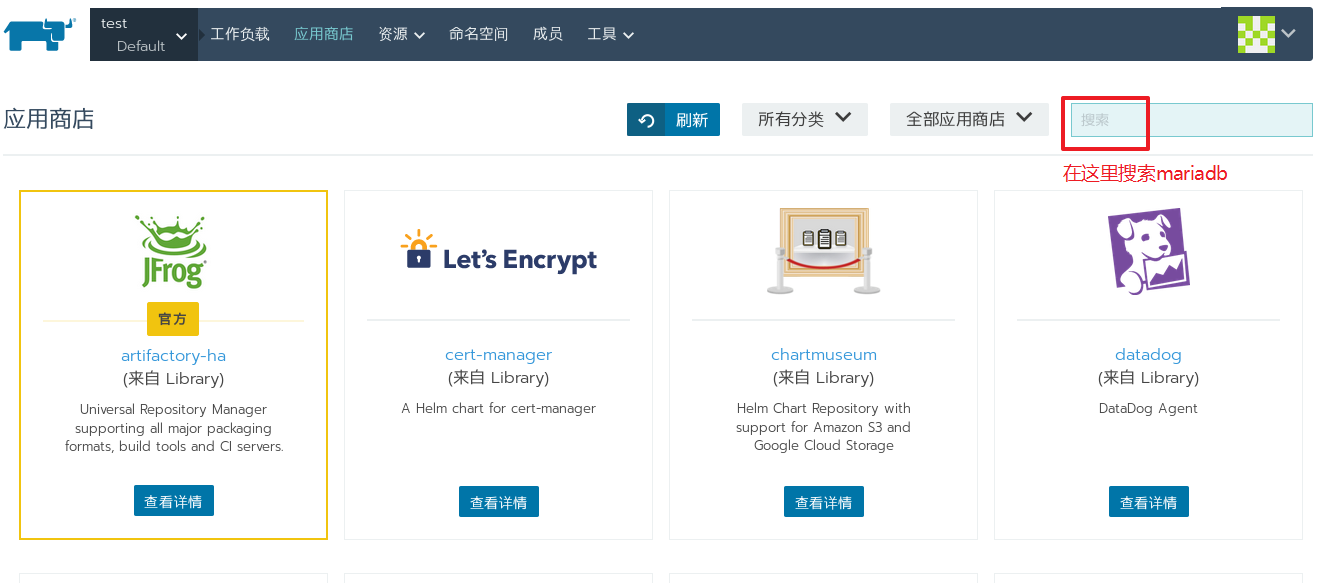 test
Default
工作负载
应用商店
资源
命名空间
成员
工具
应用商店
刷新
所有分类
全部应用商店
搜索
在这里搜索mariadb
JFrog
官方
artifactory-ha
(来自 Library)
Universal Repository Manager
supporting all major packaging
formats, build tools and CI servers.
查看详情
Let's Encrypt
cert-manager
(来自 Library)
A Helm chart for cert-manager
查看详情
chartmuseum
(来自 Library)
Helm Chart Repository with
support for Amazon S3 and
Google Cloud Storage
查看详情
datadog
(来自 Library)
DataDog Agent
查看详情